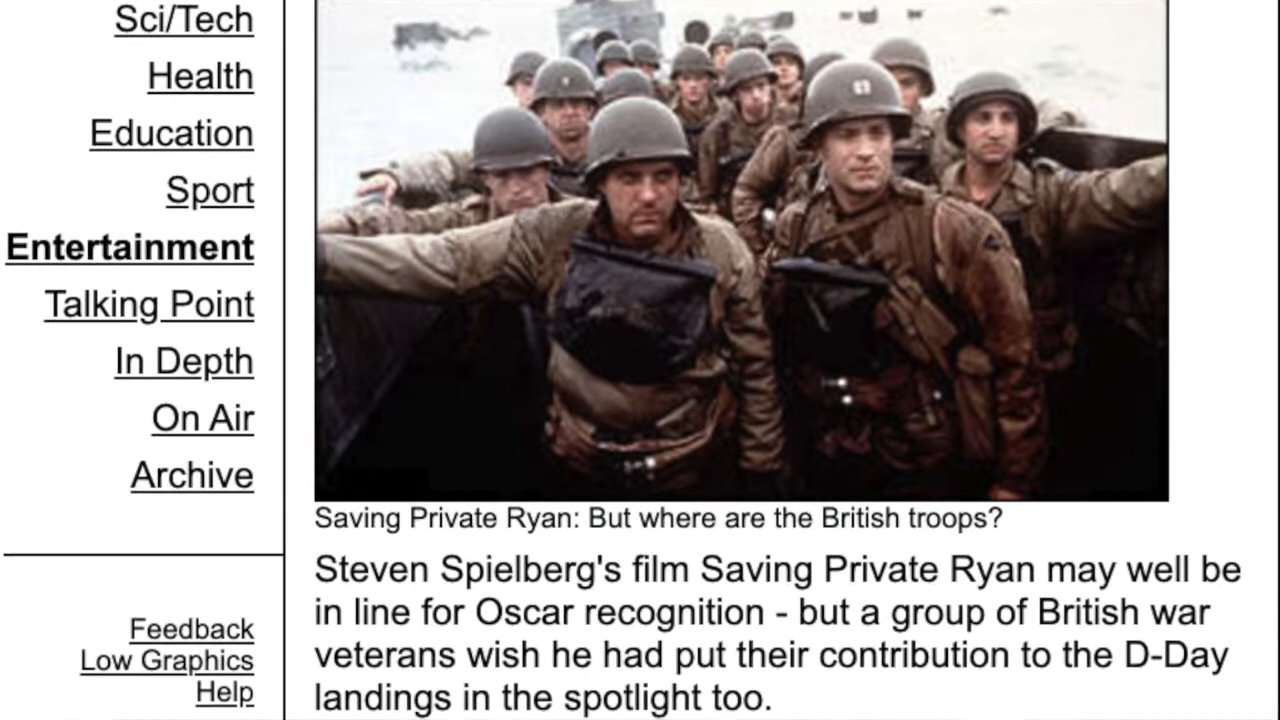 Sci/Tech
Health
Education
Sport
Entertainment
Talking Point
In Depth
On Air
Archive
Feedback
Low Graphics
Help
Saving Private Ryan: But where are the British troops?
Steven Spielberg's film Saving Private Ryan may well be
in line for Oscar recognition - but a group of British war
veterans wish he had put their contribution to the D-Day
landings in the spotlight too.